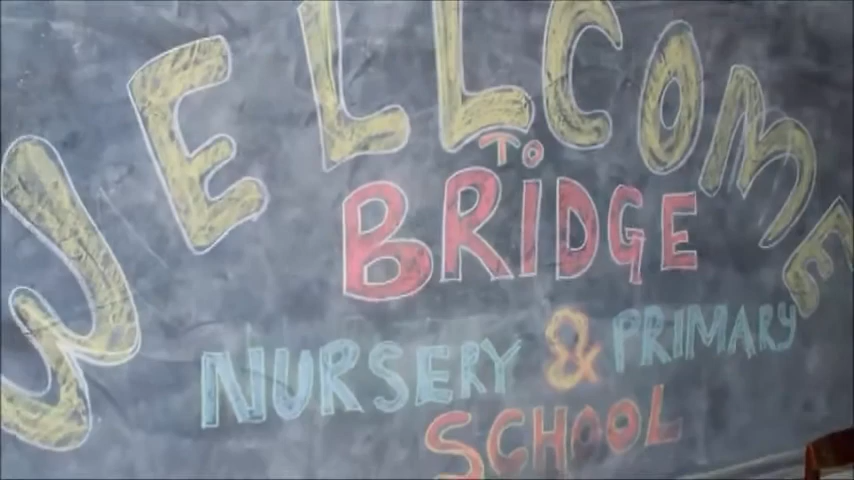 WELLCOME
TO
BRIDGE
NURSERY & PRIMARY
SCHOOL